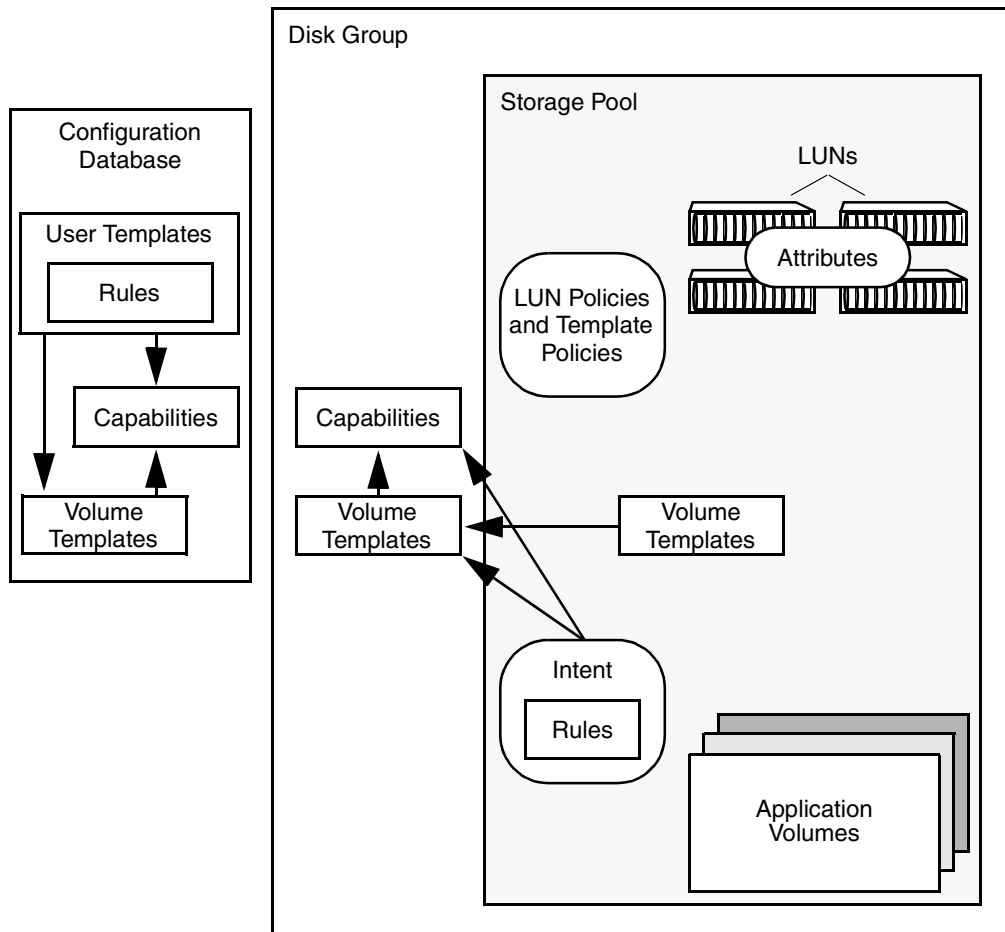 Disk Group
Storage Pool
Configuration
Database
User Templates
Rules
Capabilities
Volume
Templates
LUNs
Attributes
LUN Policies
and Template
Policies
Capabilities
Volume
Templates
Volume
Templates
Intent
Rules
Application
Volumes